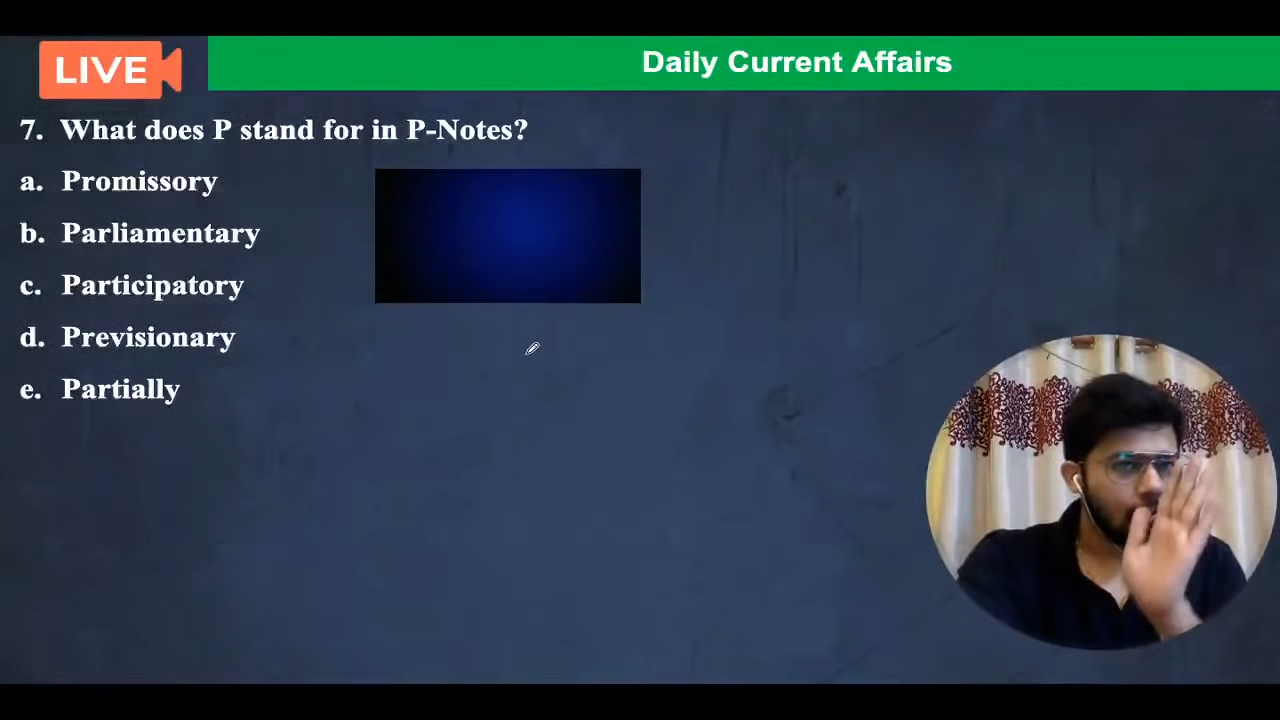 LIVE
Daily Current Affairs
7. What does P stand for in P-Notes?
a. Promissory
b. Parliamentary
c. Participatory
d. Previsionary
e. Partially